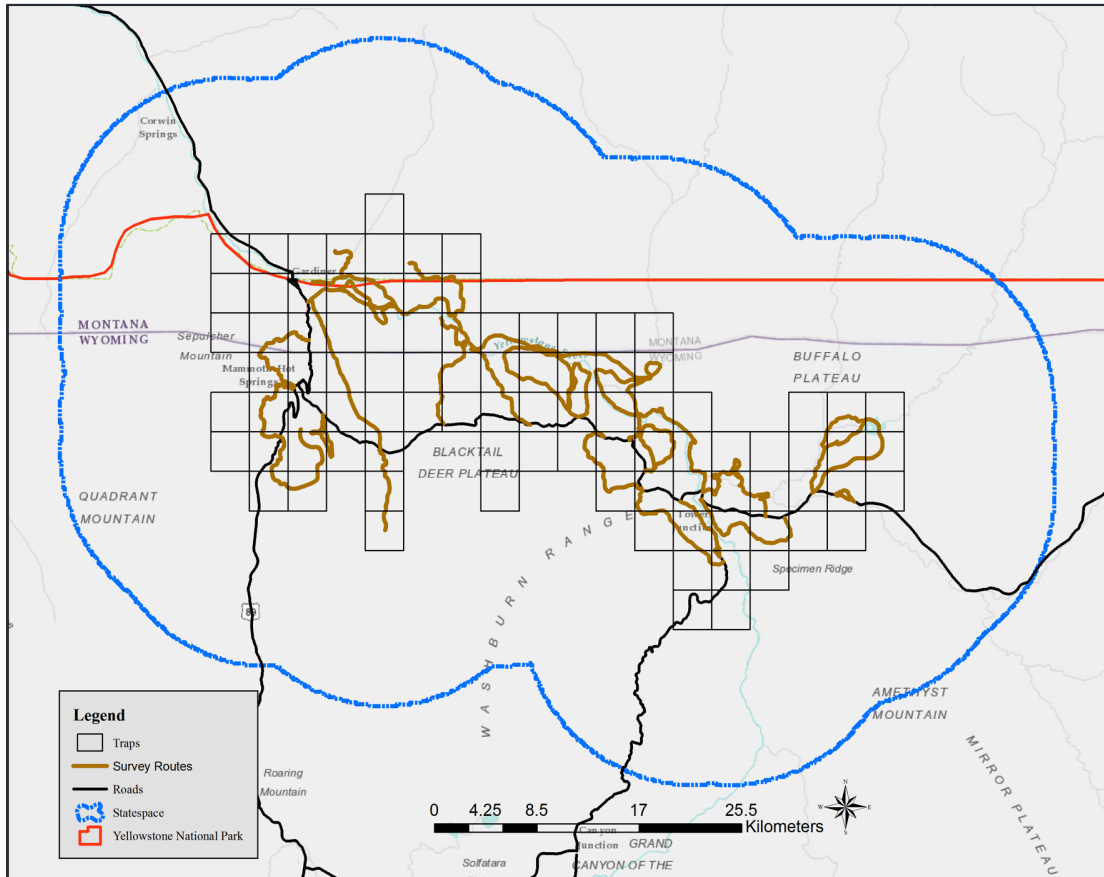 Corwin
Springs
Gardiner
MONTANA
WYOMING
Sepulcher
Mountain
Mammoth Hot
Springs
MONTANA
WYOMING
BUFFALO
PLATEAU
BLACKTAIL
DEER PLATEAU
QUADRANT
MOUNTAIN
Tower
Junction
Specimen Ridge
WASHBURN RANGE
89
AMETHYST
MOUNTAIN
MIRROR PLATEAU
Legend
Traps
Survey Routes
Roads
Statespace
Yellowstone National Park
Roaring
Mountain
N
W E
S
0 4.25 8.5 17 25.5
Kilometers
Canyon
Junction
GRAND
CANYON OF THE
Solfatara